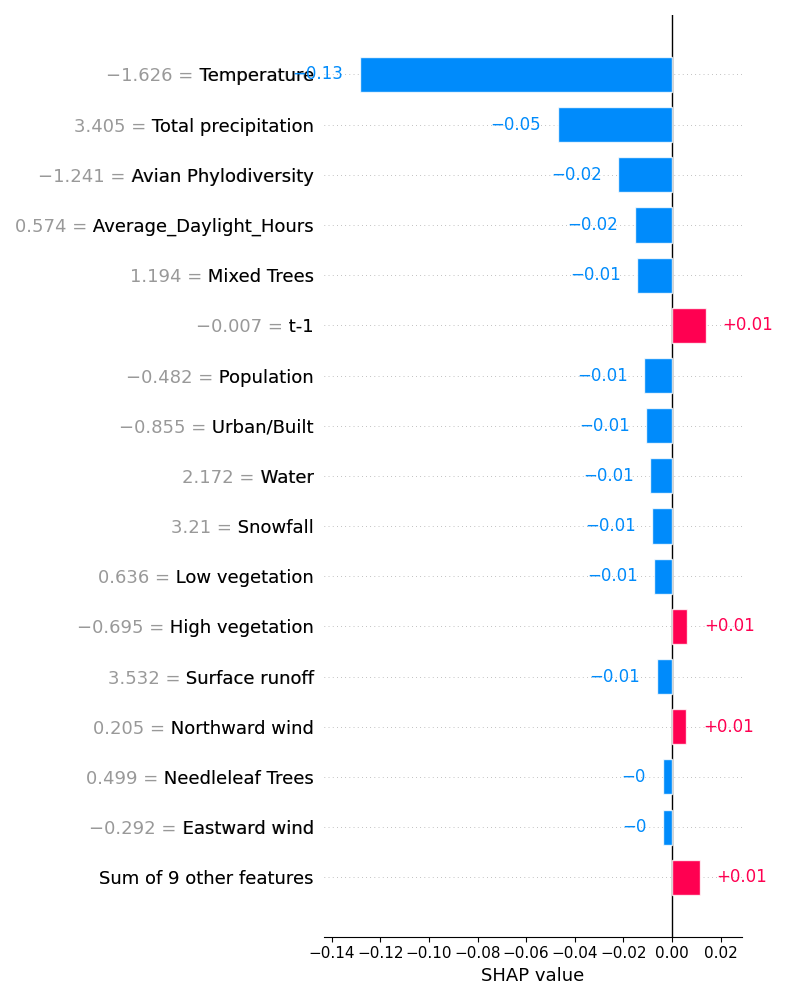 −1.626 = Temperature −0.13
3.405 = Total precipitation −0.05
−1.241 = Avian Phylodiversity −0.02
0.574 = Average_Daylight_Hours −0.02
1.194 = Mixed Trees −0.01
−0.007 = t-1 +0.01
−0.482 = Population −0.01
−0.855 = Urban/Built −0.01
2.172 = Water −0.01
3.21 = Snowfall −0.01
0.636 = Low vegetation −0.01
−0.695 = High vegetation +0.01
3.532 = Surface runoff −0.01
0.205 = Northward wind +0.01
0.499 = Needleleaf Trees −0
−0.292 = Eastward wind −0
Sum of 9 other features +0.01
−0.14 −0.12 −0.10 −0.08 −0.06 −0.04 −0.02 0.00 0.02
SHAP value